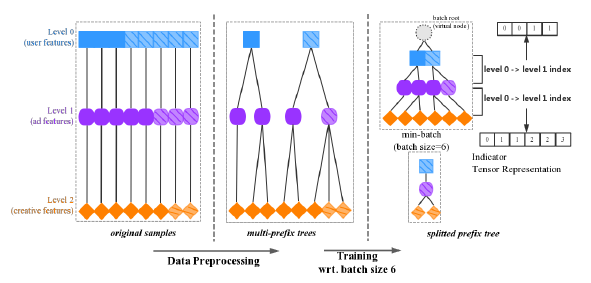 Level 0
(user features)
Level 1
(ad features)
Level 2
(creative features)
original samples
multi-prefix trees
splitted prefix tree
Data Preprocessing
Training
wrt. batch size 6
batch root
(virtual node)
min-batch
(batch size=6)
0 0 1 1
level 0 -> level 1 index
level 0 -> level 1 index
0 1 1 2 2 3
Indicator
Tensor Representation